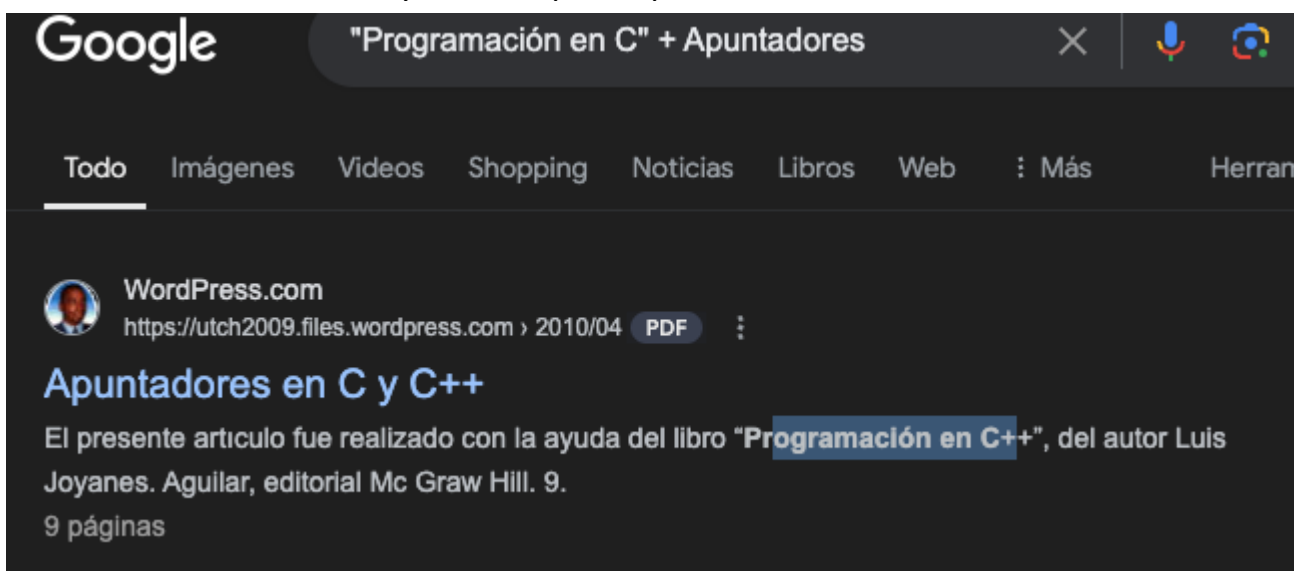 Google "Programación en C" + Apuntadores
Todo Imágenes Videos Shopping Noticias Libros Web Más
WordPress.com
https://utch2009.files.wordpress.com › 2010/04 PDF
Apuntadores en C y C++
El presente artıculo fue realizado con la ayuda del libro “Programación en C++”, del autor Luis
Joyanes. Aguilar, editorial Mc Graw Hill. 9.
9 páginas